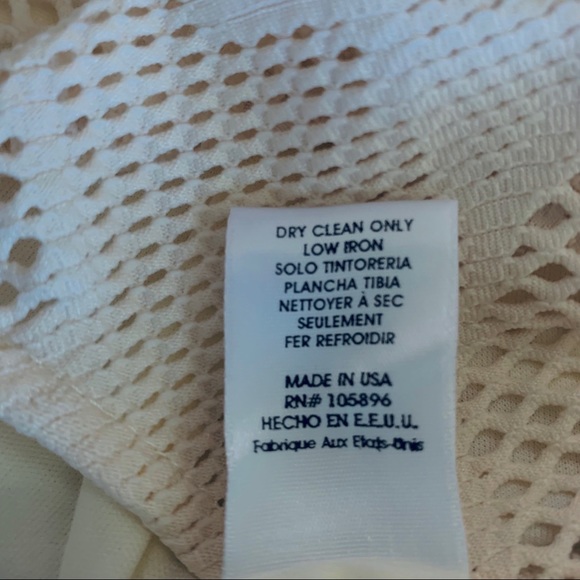 DRY CLEAN ONLY
LOW IRON
SOLO TINTORERIA
PLANCHA TIBIA
NETTOYER À SEC
SEULEMENT
FER REFROIDIR
MADE IN USA
RN# 105896
HECHO EN E.E.U.U.
Fabrique Aux Etats-Unis